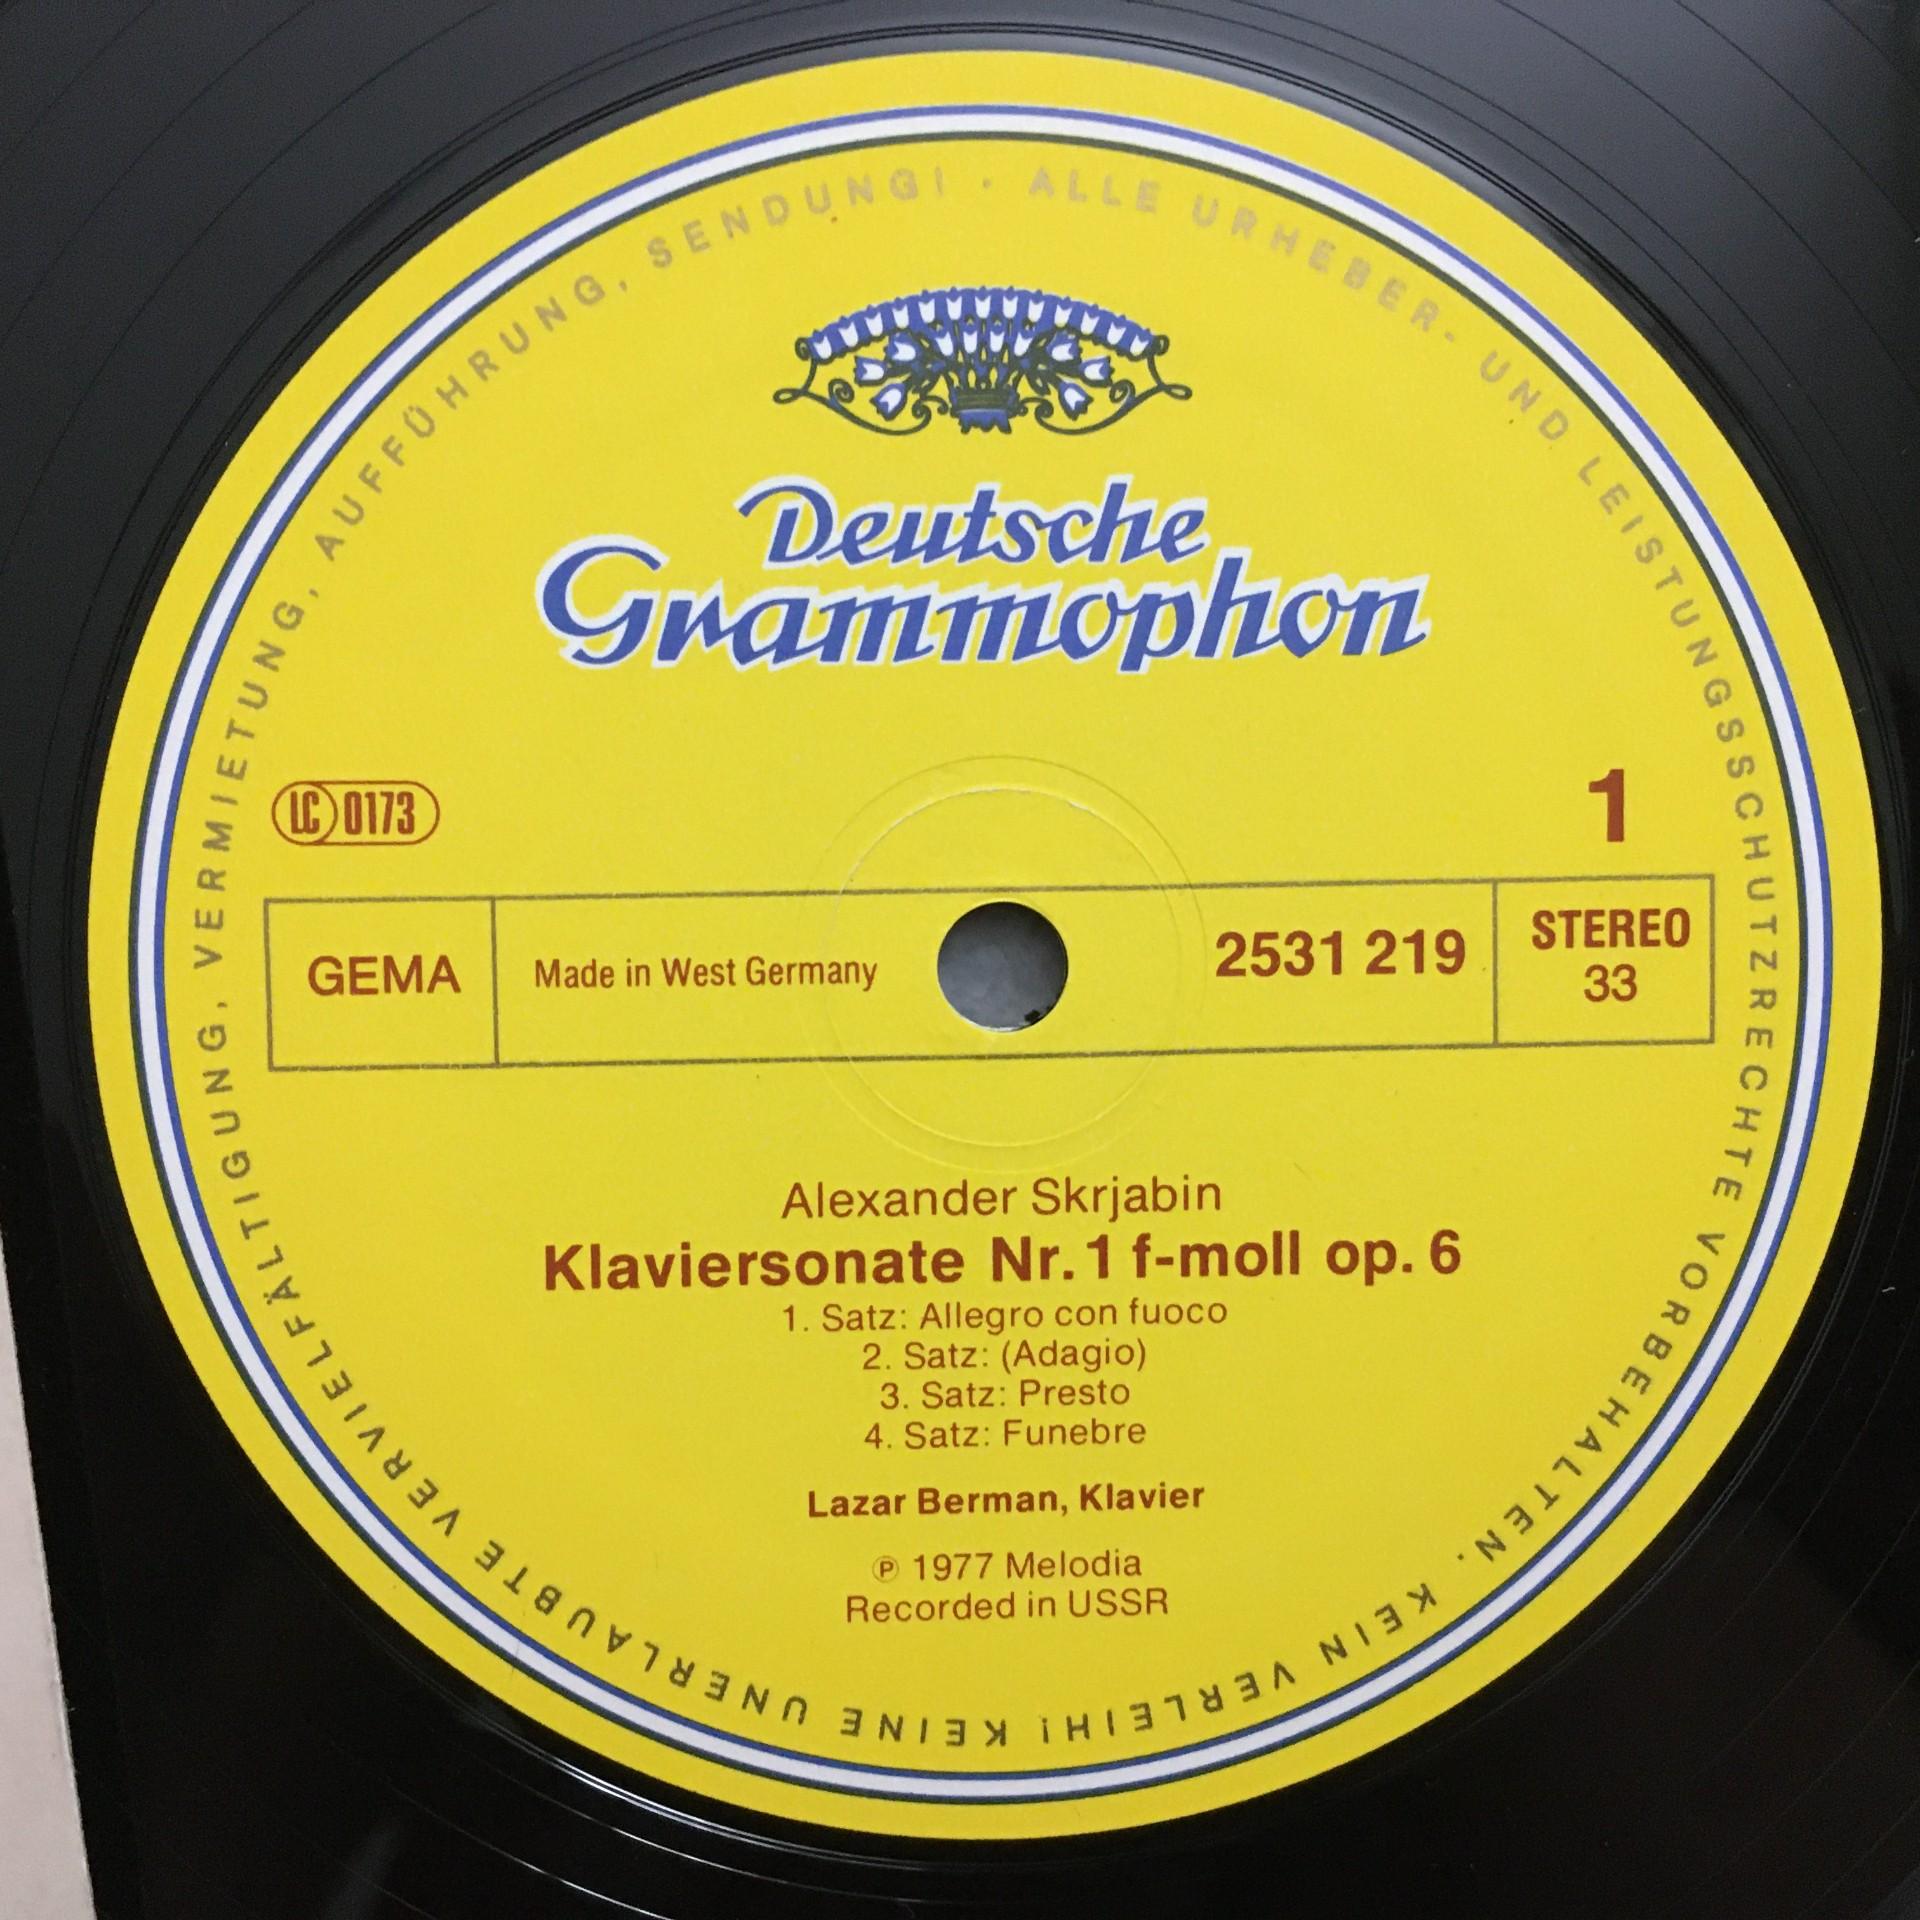 ALLE URHEBER- UND LEISTUNGSSCHUTZRECHTE VORBEHALTEN. KEIN VERLEIH! KEINE UNERLAUBTE VERVIELFÄLTIGUNG, VERMIETUNG, AUFFÜHRUNG, SENDUNG! ·
Deutsche
Grammophon
LC 0173
1
GEMA
Made in West Germany
2531 219
STEREO
33
Alexander Skrjabin
Klaviersonate Nr. 1 f-moll op. 6
1. Satz: Allegro con fuoco
2. Satz: (Adagio)
3. Satz: Presto
4. Satz: Funebre
Lazar Berman, Klavier
℗ 1977 Melodia
Recorded in USSR